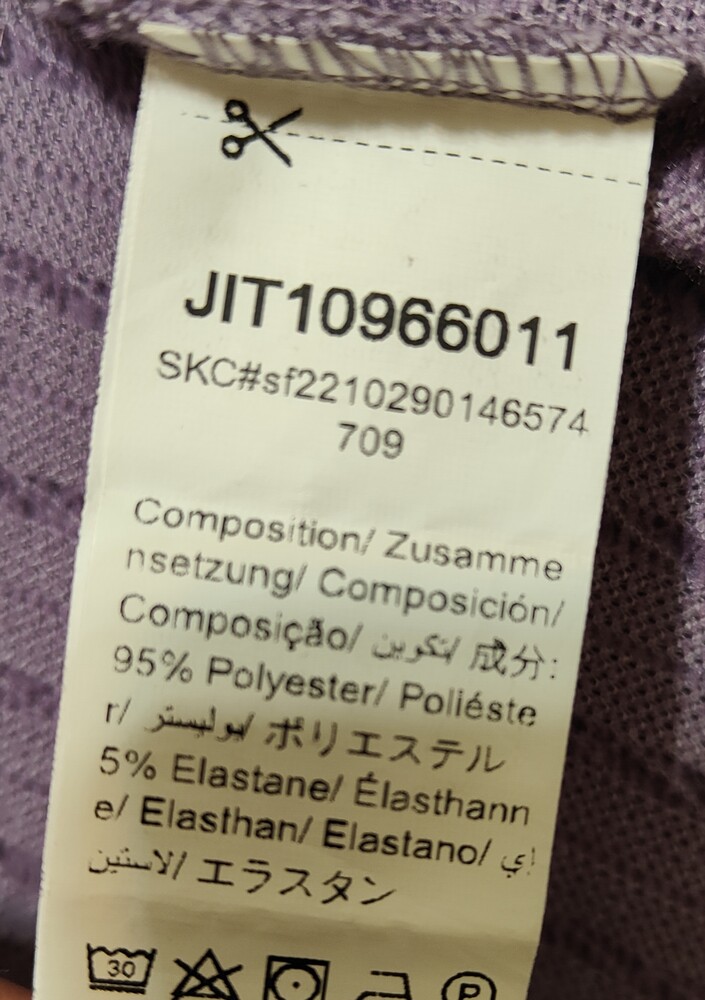 JIT10966011
SKC#sf2210290146574
709
Composition/ Zusamme
nsetzung/ Composición/
Composição/ تكوين/ 成分:
95% Polyester/ Poliéste
r/ بوليستر/ ポリエステル
5% Elastane/ Élasthann
e/ Elasthan/ Elastano/ إي
لاستين/ エラスタン
30
P